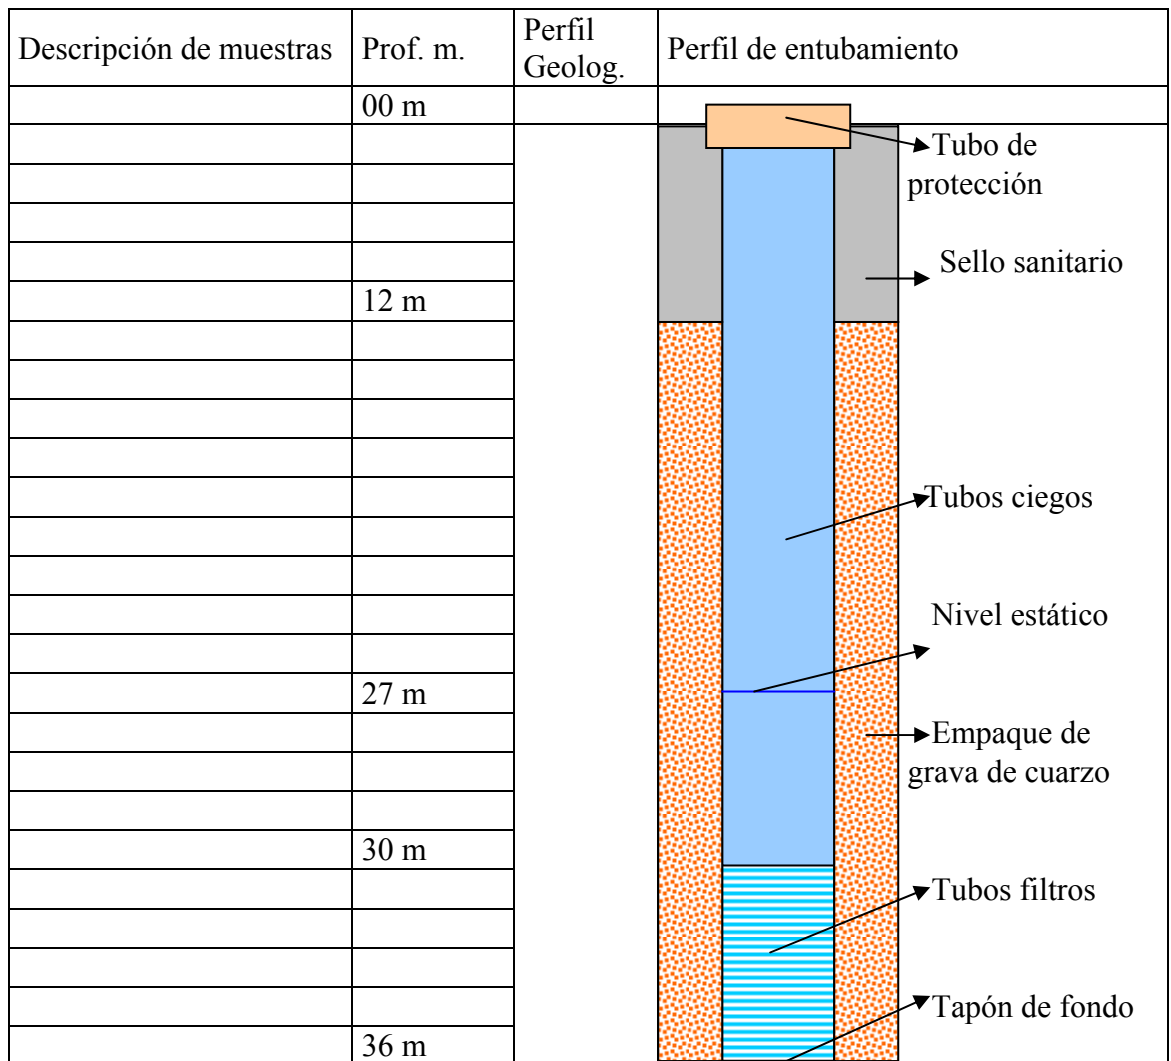 Descripción de muestras
Prof. m.
Perfil
Geolog.
Perfil de entubamiento
00 m
Tubo de
protección
Sello sanitario
12 m
Tubos ciegos
Nivel estático
27 m
Empaque de
grava de cuarzo
30 m
Tubos filtros
Tapón de fondo
36 m